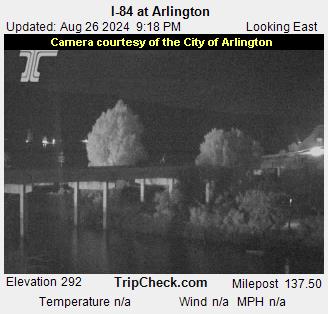 I-84 at Arlington
Updated: Aug 26 2024 9:18 PM Looking East
Camera courtesy of the City of Arlington
Elevation 292 TripCheck.com Milepost 137.50
Temperature n/a Wind n/a MPH n/a